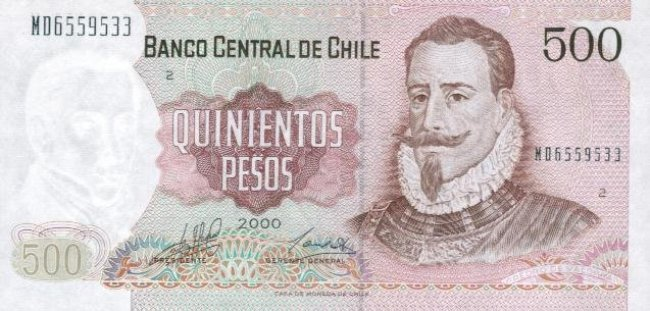 MD6559533
BANCO CENTRAL DE CHILE
500
2
QUINIENTOS
PESOS
MD6559533
2
2000
500
PRESIDENTE
GERENTE GENERAL
CASA DE MONEDA DE CHILE